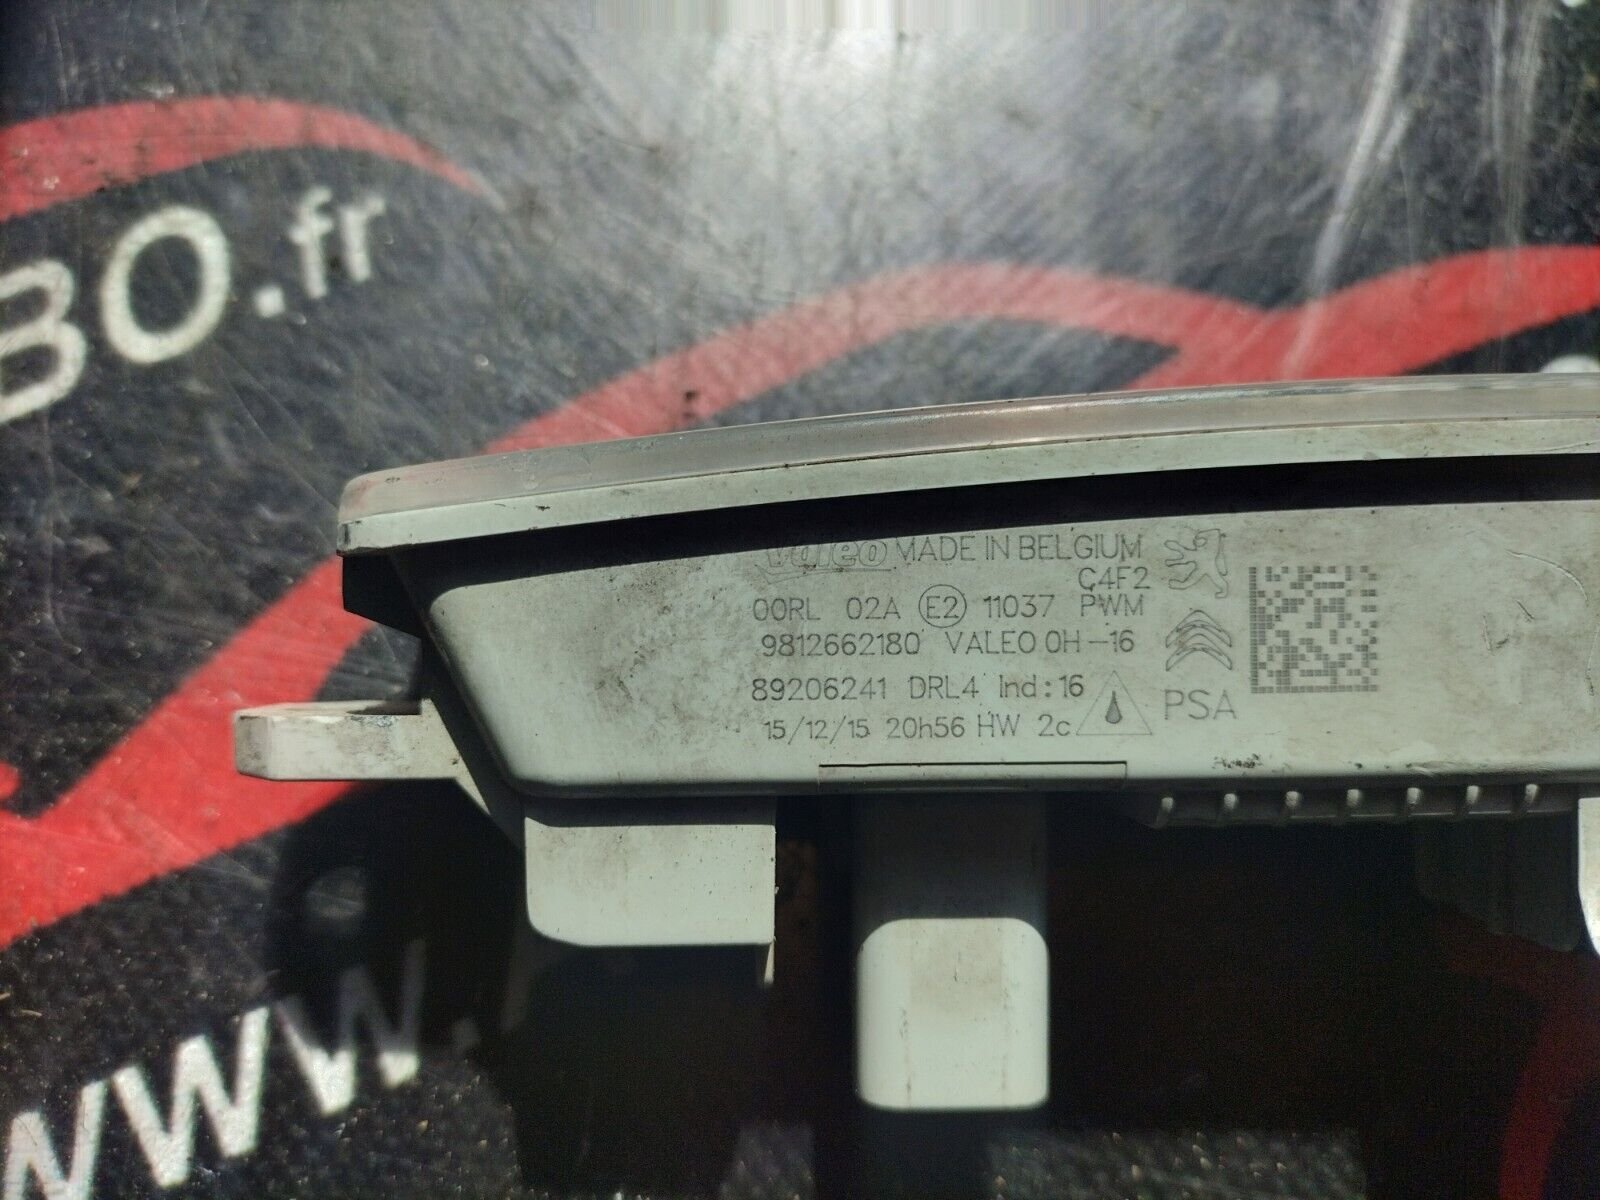 BO.fr
Valeo MADE IN BELGIUM
C4F2
00RL 02A E2 11037 PWM
9812662180 VALEO 0H-16
89206241 DRL4 Ind:16
15/12/15 20h56 HW 2c
PSA
www.